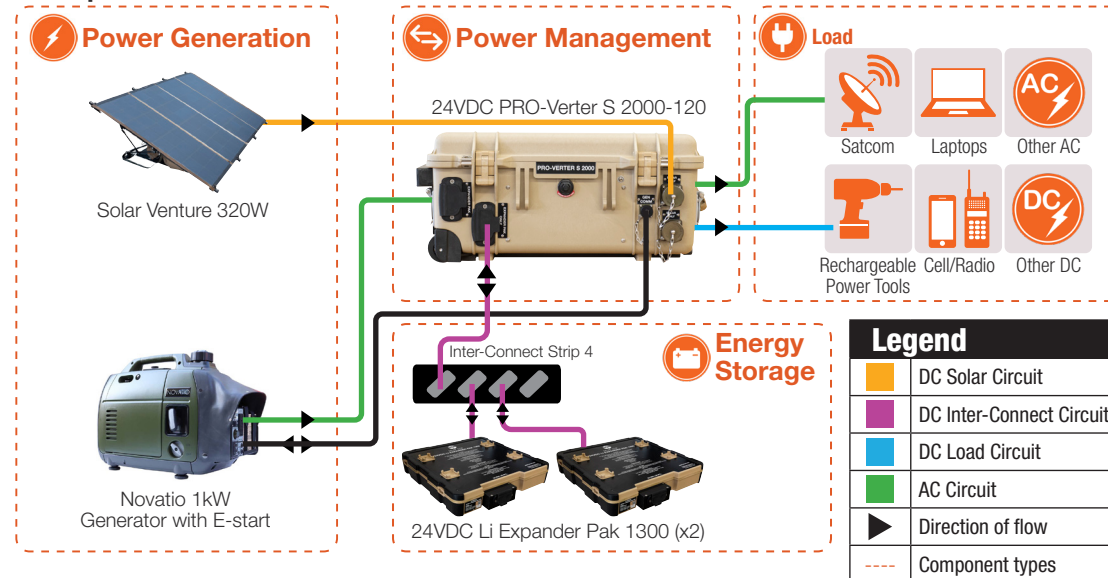 Power Generation
Power Management
Load
24VDC PRO-Verter S 2000-120
PRO-VERTER S 2000
Solar Venture 320W
Satcom
Laptops
AC
Other AC
Rechargeable
Power Tools
Cell/Radio
DC
Other DC
Novatio 1kW
Generator with E-start
Inter-Connect Strip 4
Energy
Storage
24VDC Li Expander Pak 1300 (x2)
Legend
DC Solar Circuit
DC Inter-Connect Circuit
DC Load Circuit
AC Circuit
Direction of flow
Component types